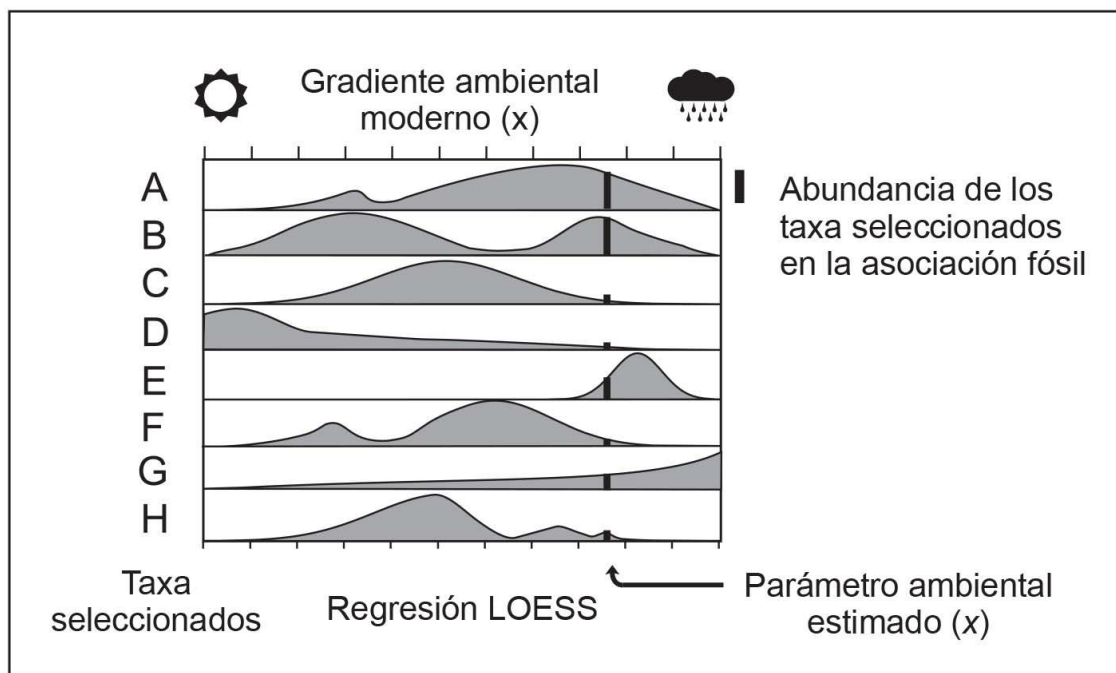 Gradiente ambiental
moderno (x)
A
B
C
D
E
F
G
H
Abundancia de los
taxa seleccionados
en la asociación fósil
Taxa
seleccionados
Regresión LOESS
Parámetro ambiental
estimado (x)